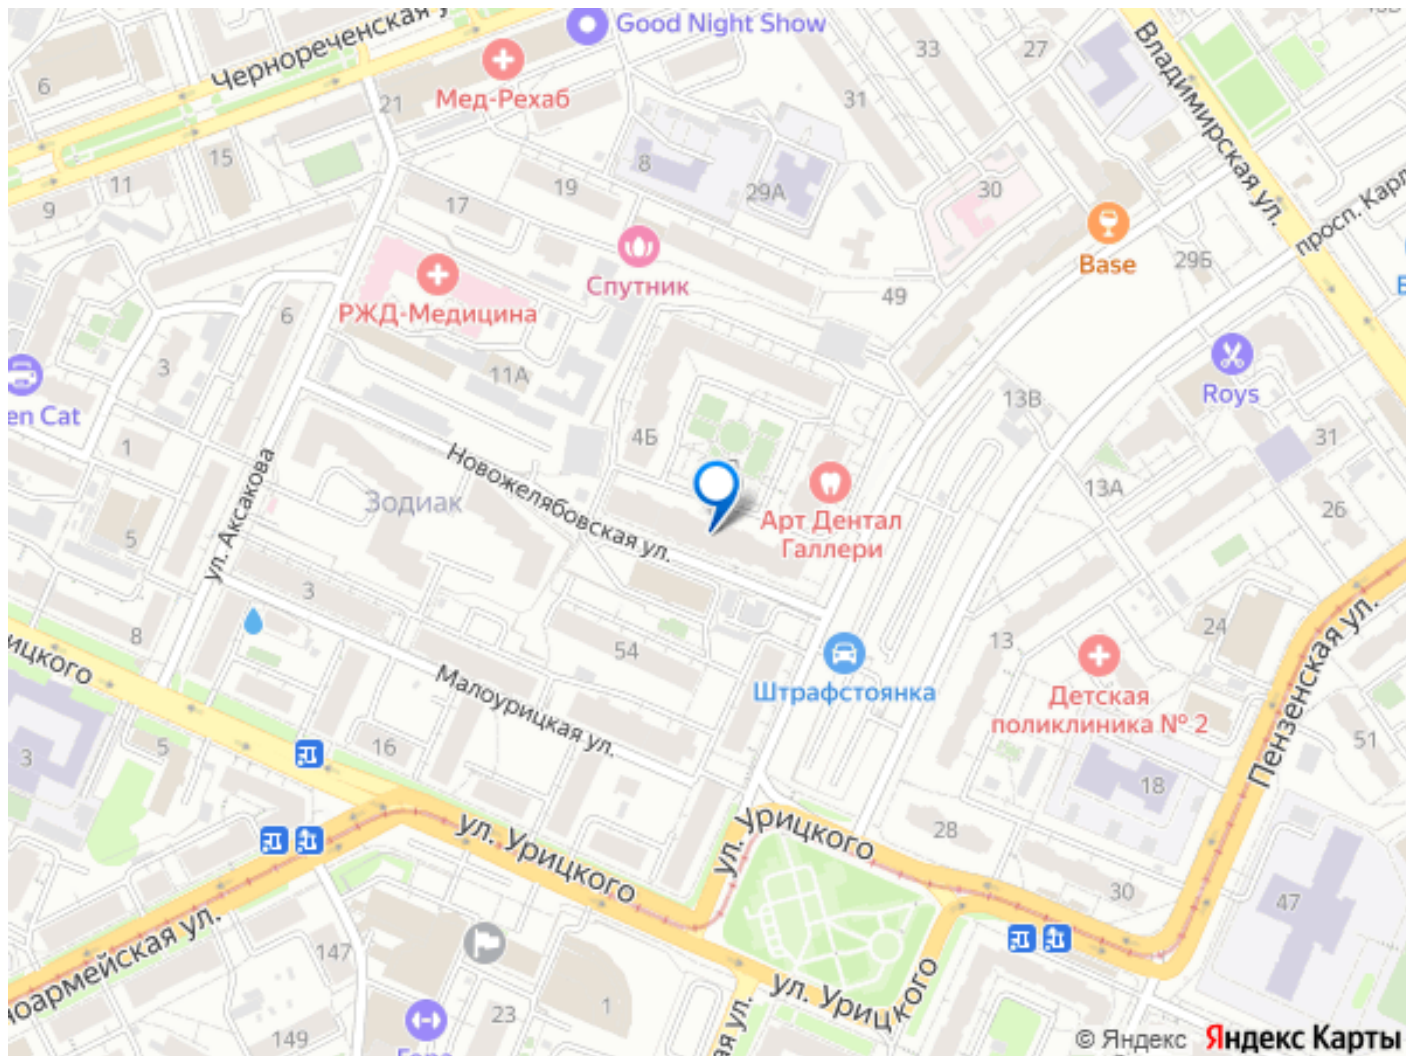 Good Night Show
Чернореченская у
Мед-Рехаб
Владимирская ул.
просп. Карл
33
27
31
6
21
15
11
9
8
19
17
29А
30
Base
29Б
Спутник
РЖД-Медицина
49
6
3
11А
en Cat
Roys
13В
1
4Б
31
Новожелябовская ул.
ул. Аксакова
Зодиак
Арт Дентал
Галлери
13А
26
5
3
8
54
13
24
Штрафстоянка
Детская
поликлиника № 2
Пензенская ул.
51
рицкого
Малоурицкая ул.
3
5
16
18
ул. Урицкого
ул.
Урицкого
28
30
47
ноармейская ул.
147
149
23
1
ул. Урицкого
ая ул.
© Яндекс Яндекс Карты